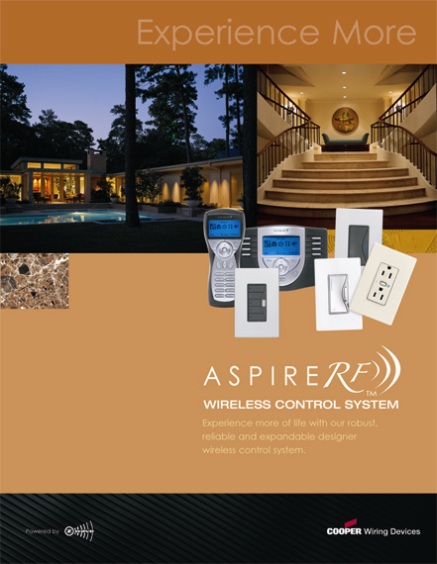 Experience More
ASPIRE RF
TM
WIRELESS CONTROL SYSTEM
Experience more of life with our robust,
reliable and expandable designer
wireless control system.
Powered by
COOPER Wiring Devices